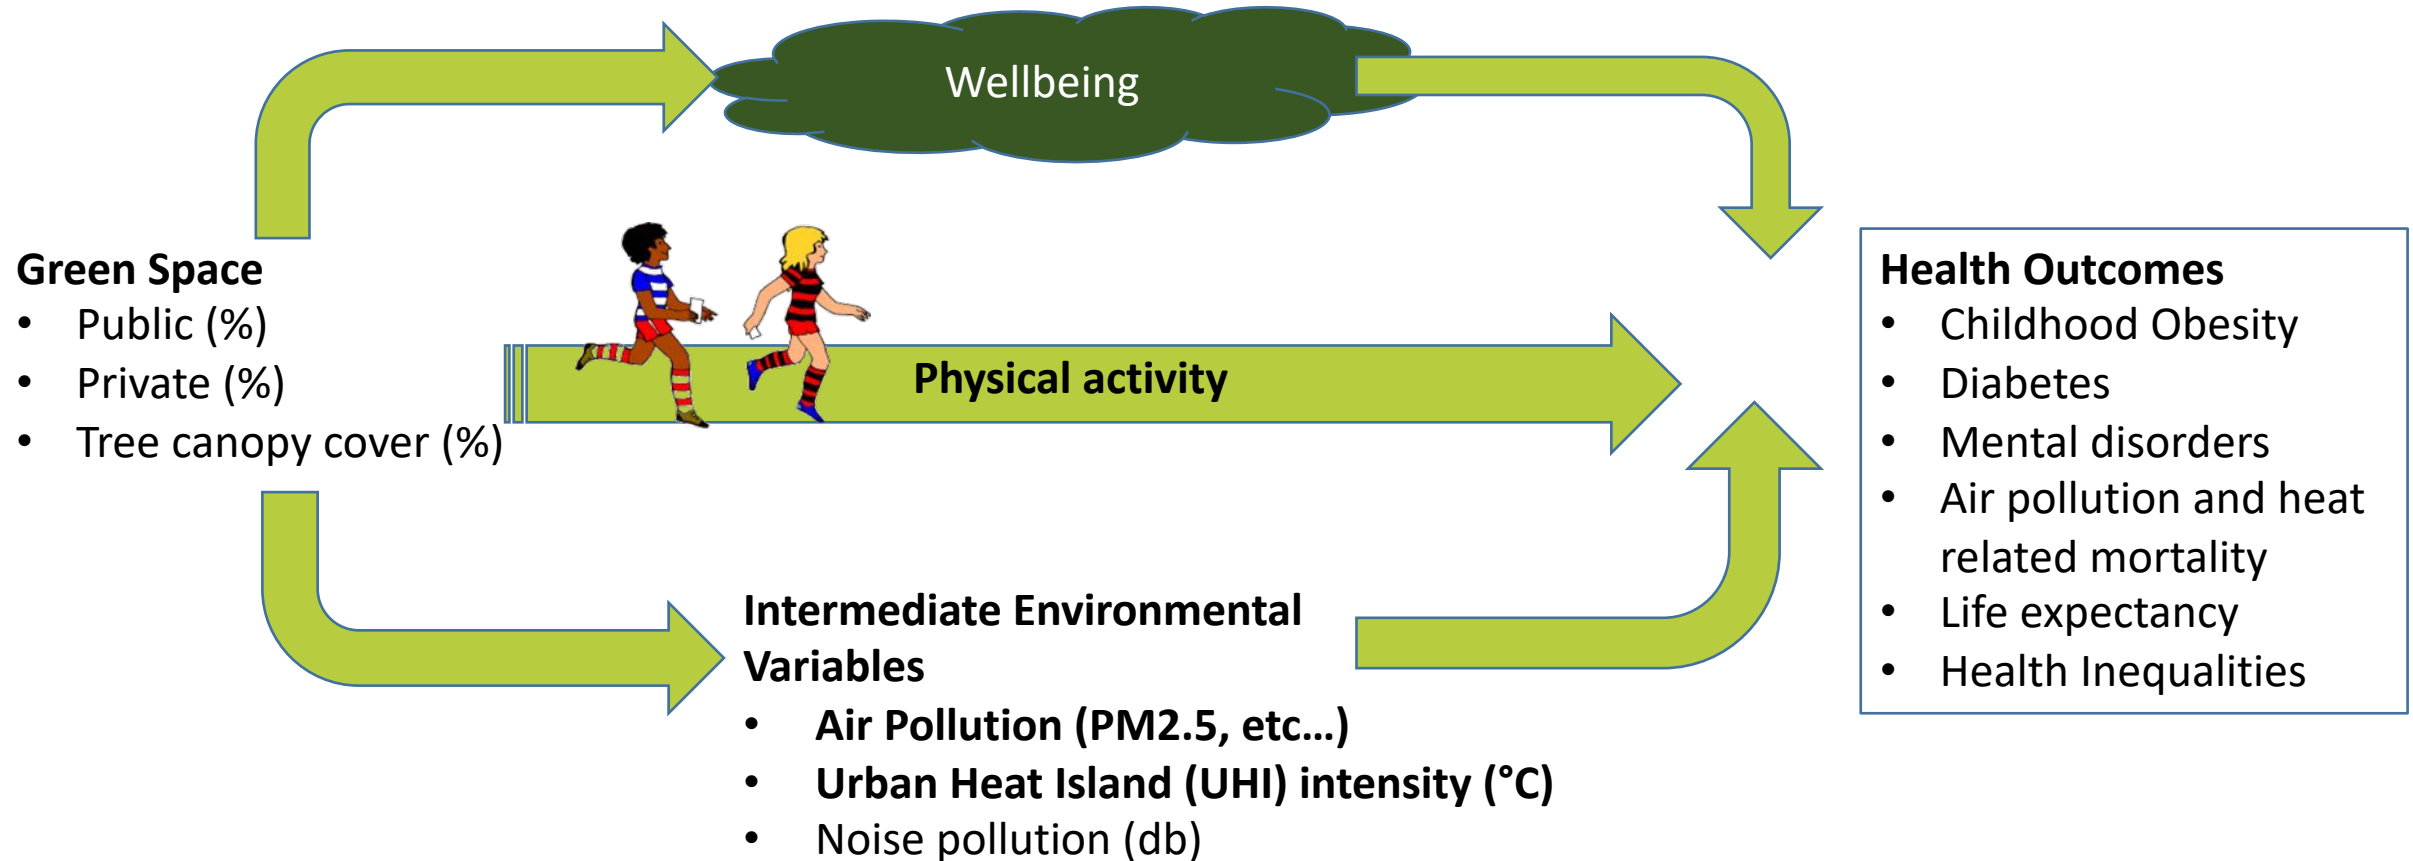 Wellbeing
Green Space
• Public (%)
• Private (%)
• Tree canopy cover (%)
Physical activity
Intermediate Environmental
Variables
• Air Pollution (PM2.5, etc…)
• Urban Heat Island (UHI) intensity (°C)
• Noise pollution (db)
Health Outcomes
• Childhood Obesity
• Diabetes
• Mental disorders
• Air pollution and heat
related mortality
• Life expectancy
• Health Inequalities